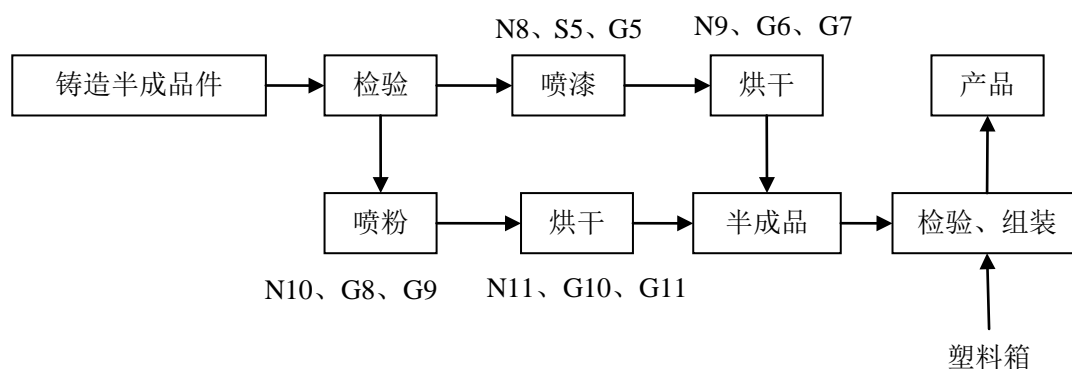 N8、S5、G5
N9、G6、G7
铸造半成品件
检验
喷漆
烘干
产品
喷粉
烘干
半成品
检验、组装
N10、G8、G9
N11、G10、G11
塑料箱